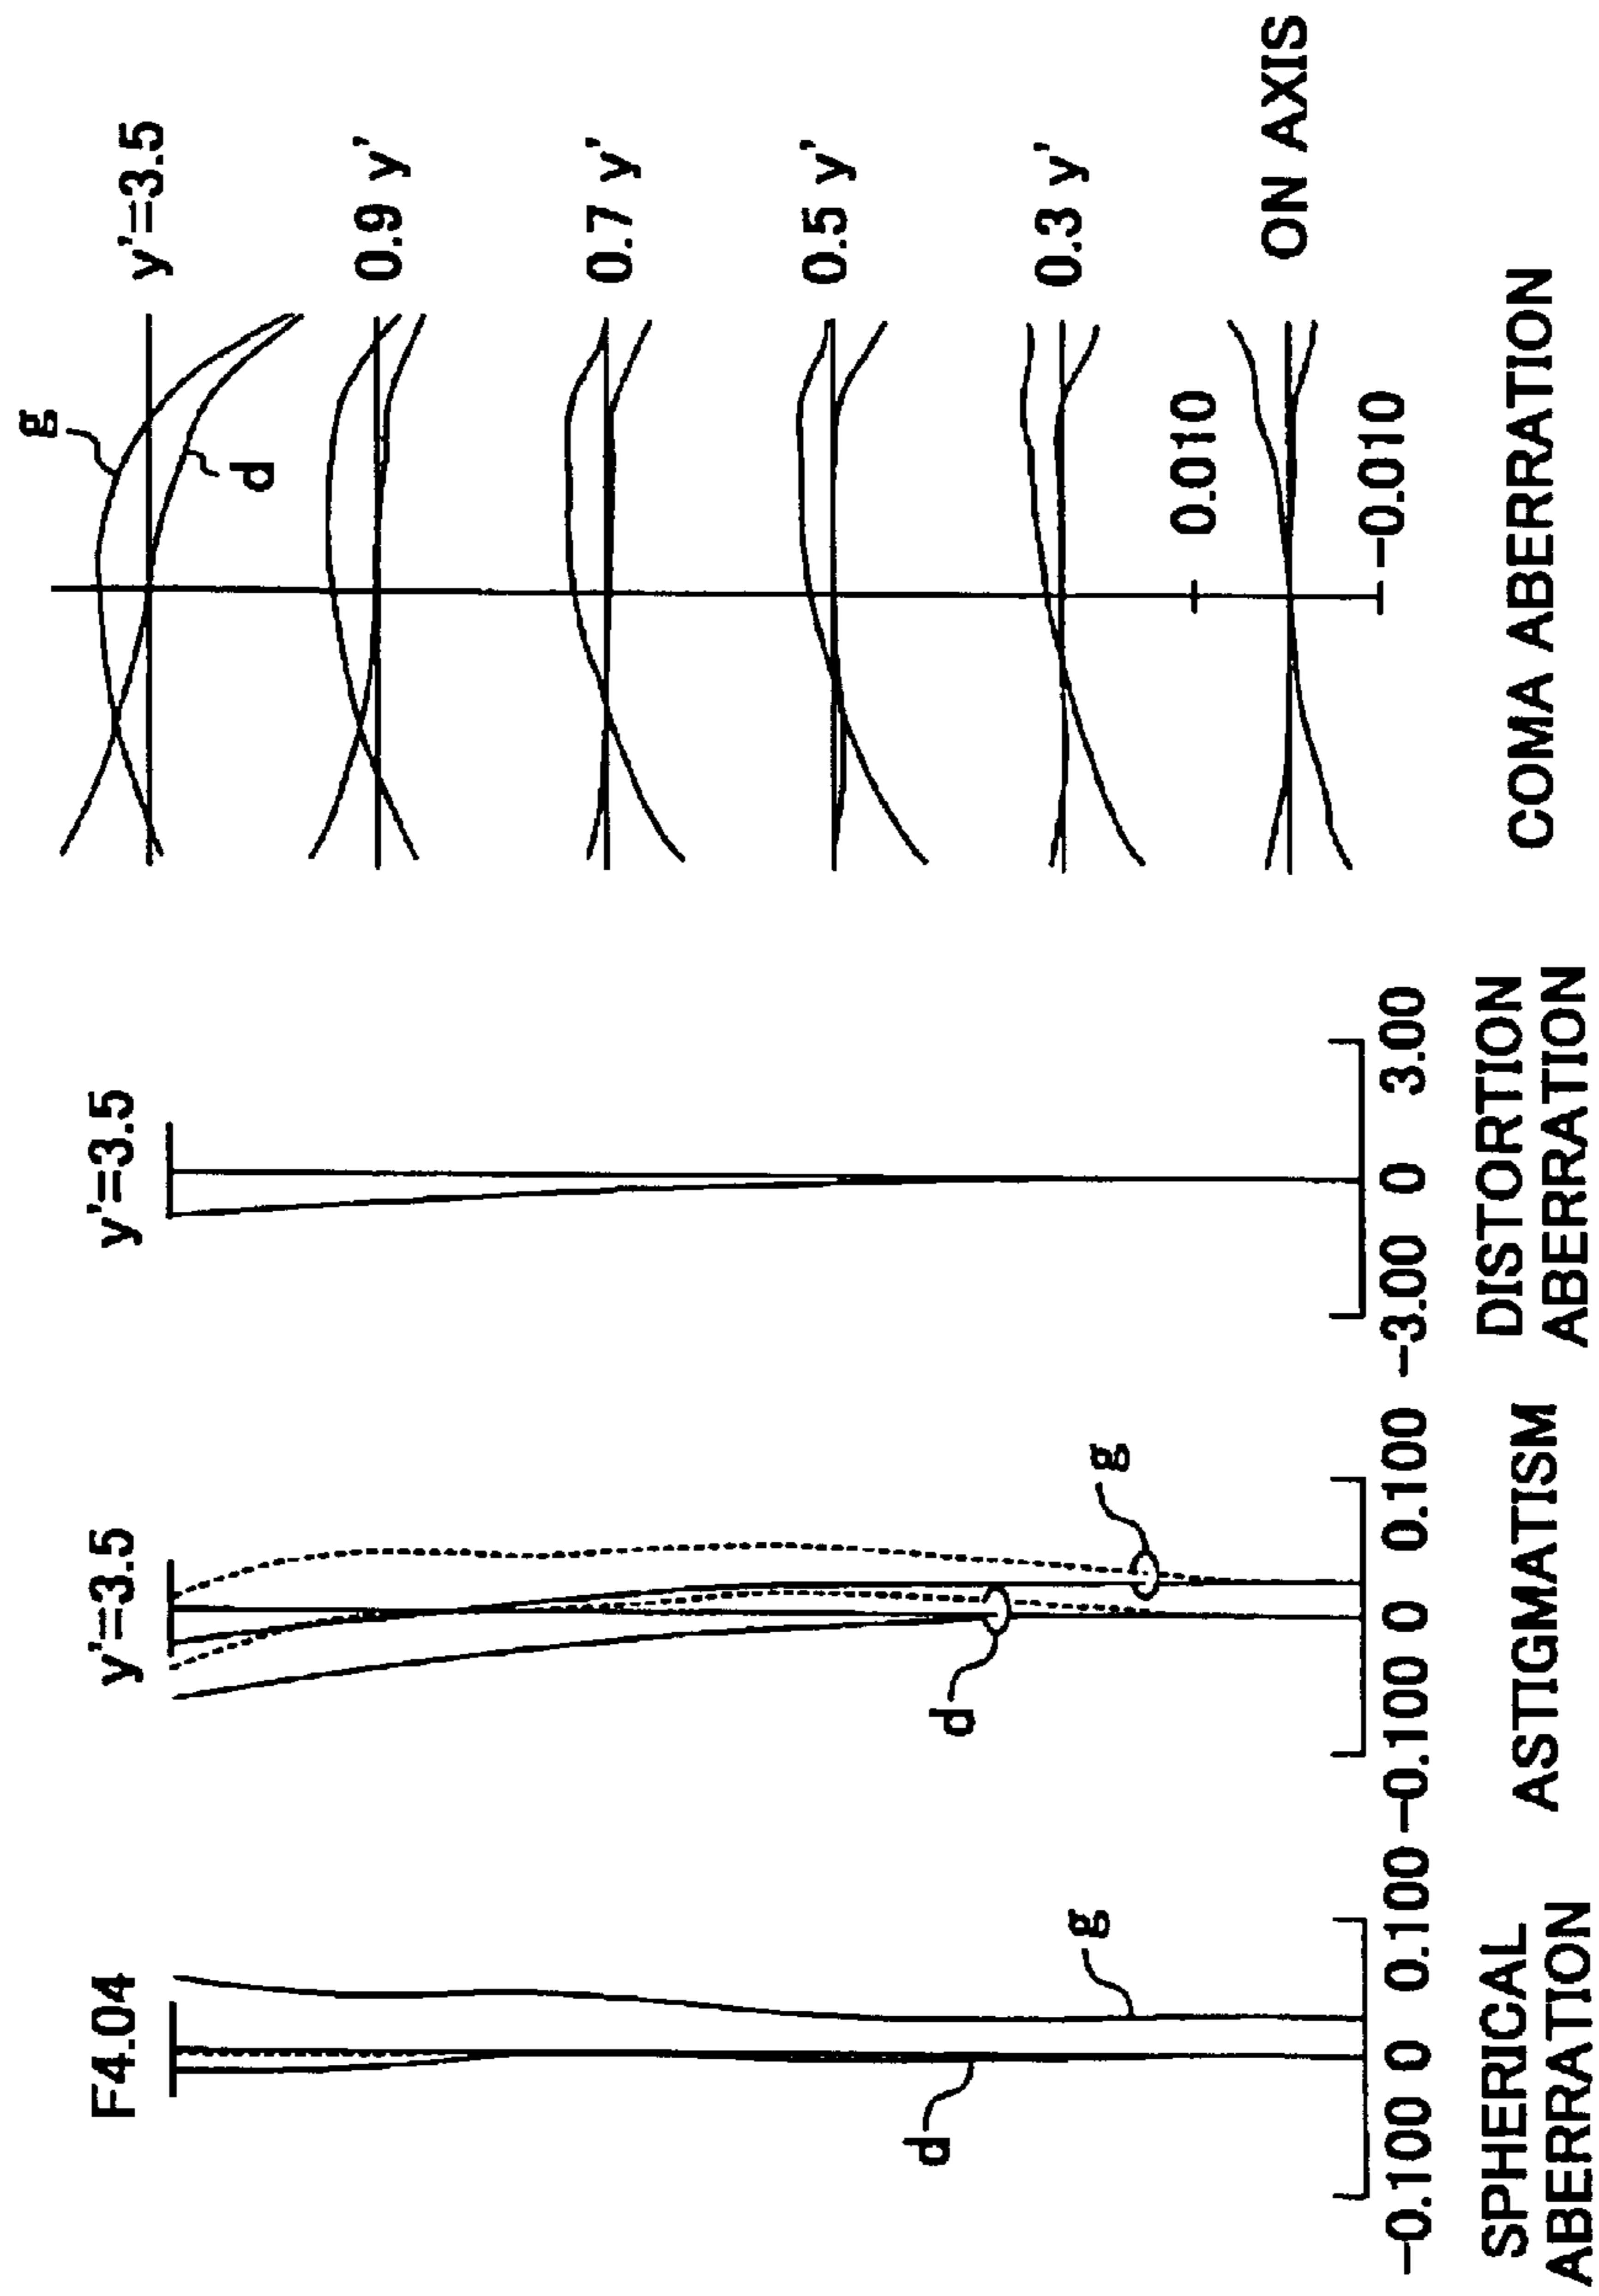 F4.04
g
d
-0.100 0 0.100
SPHERICAL
ABERRATION
y'=3.5
g
d
-0.100 0 0.100
ASTIGMATISM
y'=3.5
-3.00 0 3.00
DISTORTION
ABERRATION
g
d
y'=3.5
0.9 y'
0.7 y'
0.5 y'
0.3 y'
0.010
ON AXIS
-0.010
COMA ABERRATION